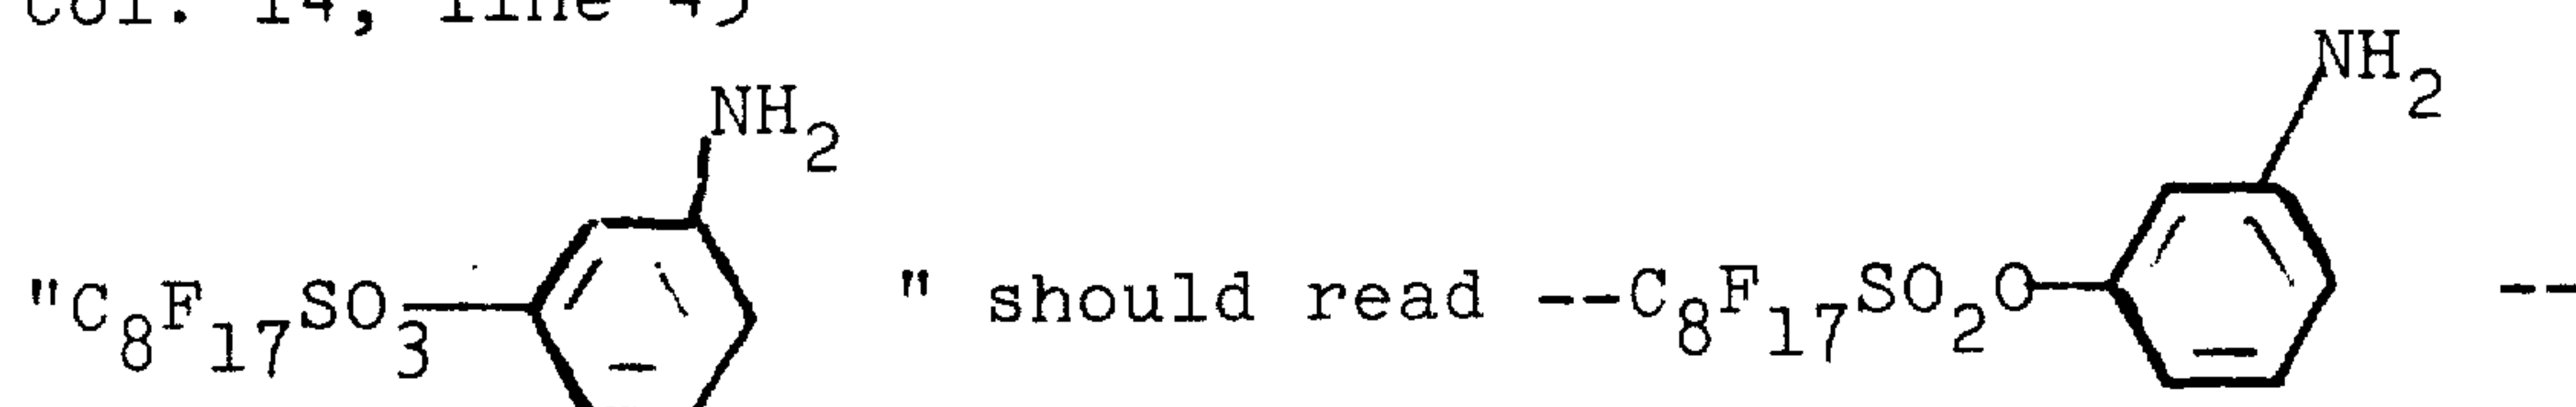 Col. 14, line 45
NH2
NH2
"C8F17SO3 " should read --C8F17SO2O --